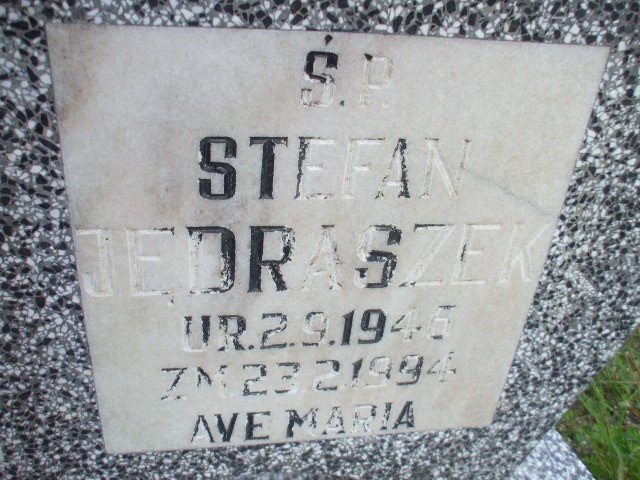 Ś.P.
STEFAN
JĘDRASZEK
UR.2.9.1946
ZM.23.2.1994
AVE MARIA